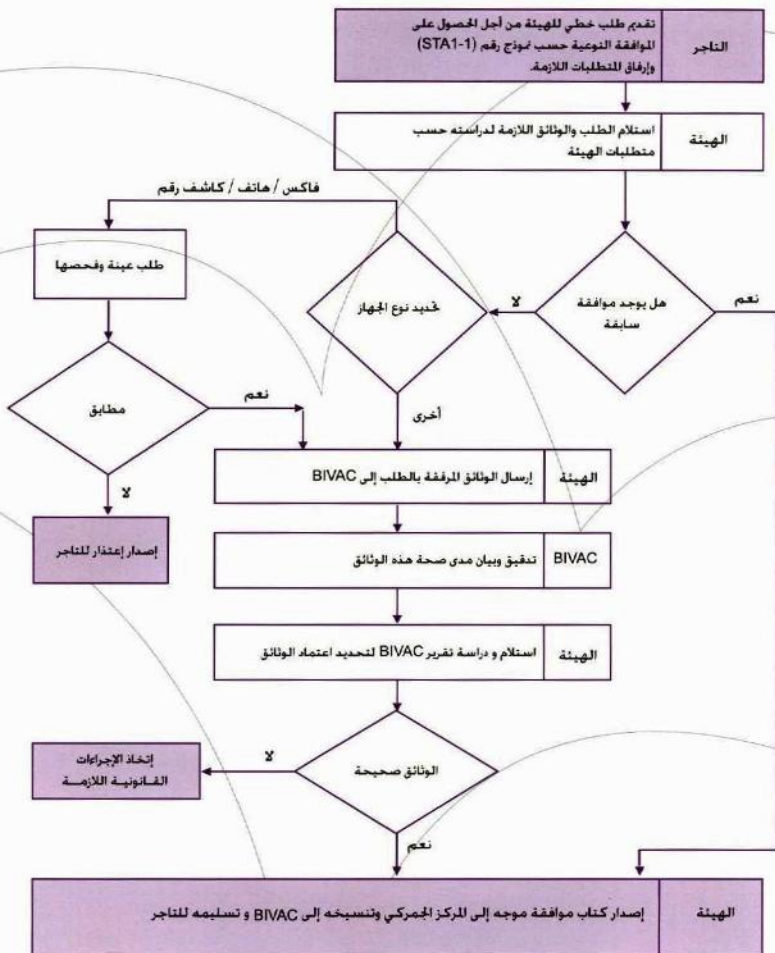 التاجر
تقديم طلب خطي للهيئة من أجل الحصول على
الموافقة النوعية حسب نموذج رقم (STA1-1)
وإرفاق المتطلبات اللازمة.
الهيئة
استلام الطلب والوثائق اللازمة لدراسته حسب
متطلبات الهيئة
هل يوجد موافقة
سابقة
نعم
لا
تحديد نوع الجهاز
فاكس / هاتف / كاشف رقم
طلب عينة وفحصها
مطابق
نعم
لا
إصدار إعتذار للتاجر
أخرى
الهيئة
إرسال الوثائق المرفقة بالطلب إلى BIVAC
BIVAC
تدقيق وبيان مدى صحة هذه الوثائق
الهيئة
استلام و دراسة تقرير BIVAC لتحديد اعتماد الوثائق
الوثائق صحيحة
لا
إتخاذ الإجراءات
القانونية اللازمة
نعم
الهيئة
إصدار كتاب موافقة موجه إلى المركز الجمركي وتنسيخه إلى BIVAC و تسليمه للتاجر